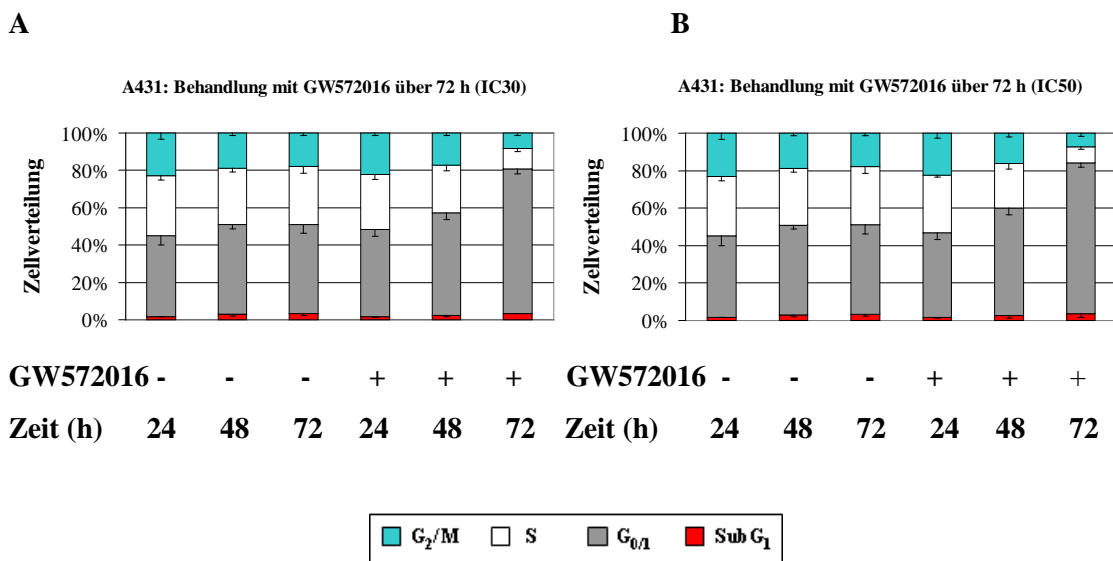 A
B
A431: Behandlung mit GW572016 über 72 h (IC30)
100%
80%
60%
40%
20%
0%
Zellverteilung
GW572016 - - - + + +
Zeit (h) 24 48 72 24 48 72
A431: Behandlung mit GW572016 über 72 h (IC50)
100%
80%
60%
40%
20%
0%
Zellverteilung
GW572016 - - - + + +
Zeit (h) 24 48 72 24 48 72
G2/M S G0/1 Sub G1